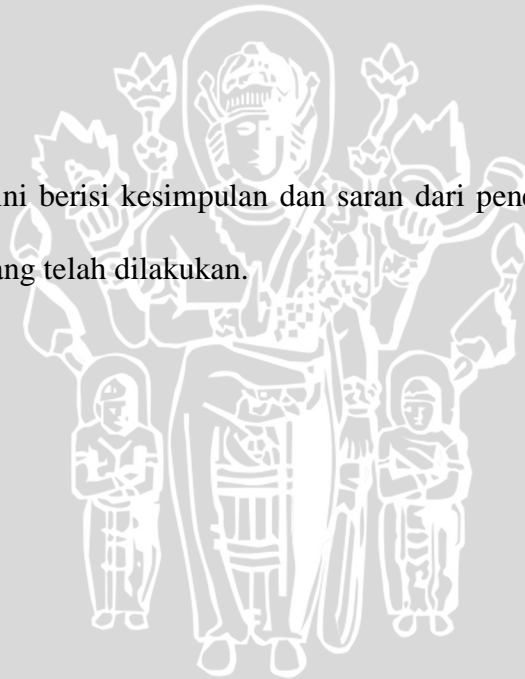 ini berisi kesimpulan dan saran dari pene
ang telah dilakukan.